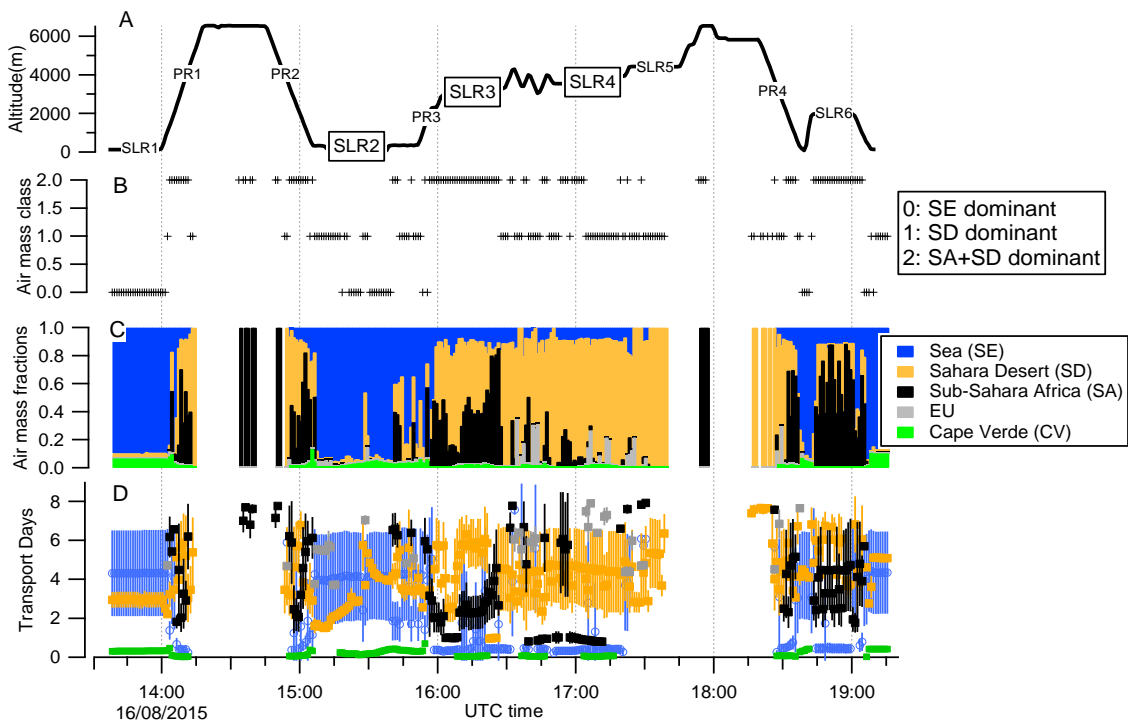 A
Altitude(m)
6000
4000
2000
0
SLR1
PR1
PR2
SLR2
PR3
SLR3
SLR4
SLR5
PR4
SLR6
B
Air mass class
2.0
1.5
1.0
0.5
0.0
0: SE dominant
1: SD dominant
2: SA+SD dominant
C
Air mass fractions
1.0
0.8
0.6
0.4
0.2
0.0
Sea (SE)
Sahara Desert (SD)
Sub-Sahara Africa (SA)
EU
Cape Verde (CV)
D
Transport Days
8
6
4
2
0
14:00 15:00 16:00 17:00 18:00 19:00
16/08/2015
UTC time